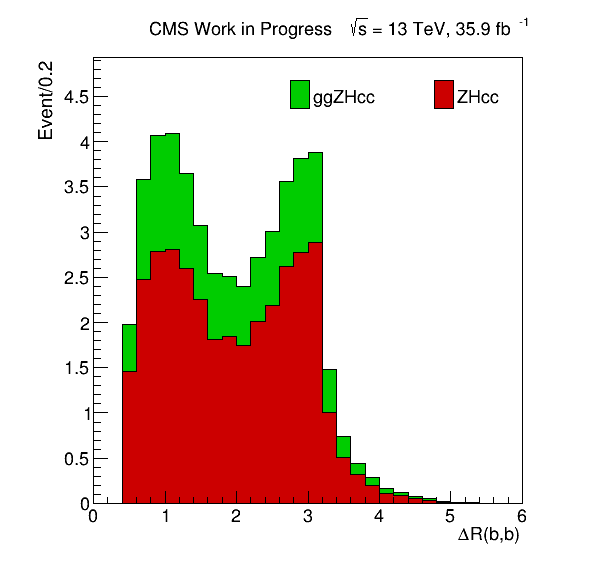 CMS Work in Progress √s = 13 TeV, 35.9 fb⁻¹
Event/0.2
ggZHcc ZHcc
4.5
4
3.5
3
2.5
2
1.5
1
0.5
0
0 1 2 3 4 5 6
ΔR(b,b)